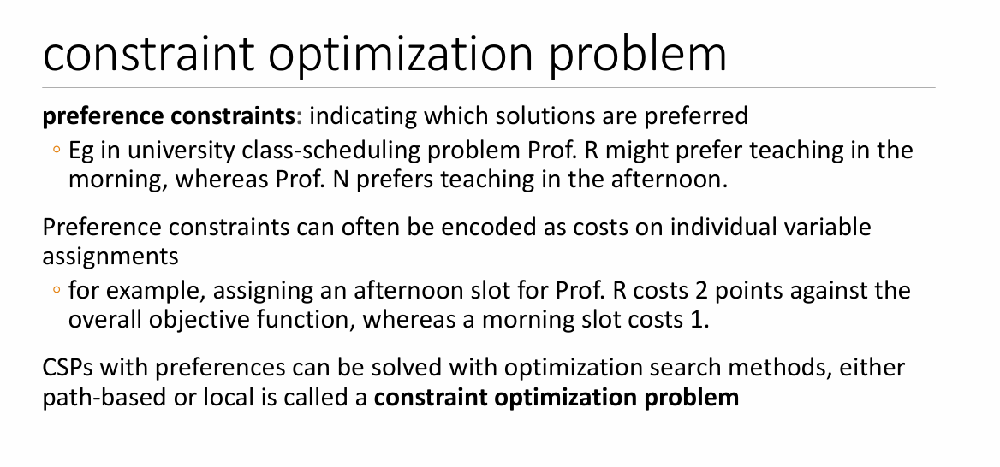 constraint optimization problem
preference constraints: indicating which solutions are preferred
◦ Eg in university class-scheduling problem Prof. R might prefer teaching in the
morning, whereas Prof. N prefers teaching in the afternoon.
Preference constraints can often be encoded as costs on individual variable
assignments
◦ for example, assigning an afternoon slot for Prof. R costs 2 points against the
overall objective function, whereas a morning slot costs 1.
CSPs with preferences can be solved with optimization search methods, either
path-based or local is called a constraint optimization problem